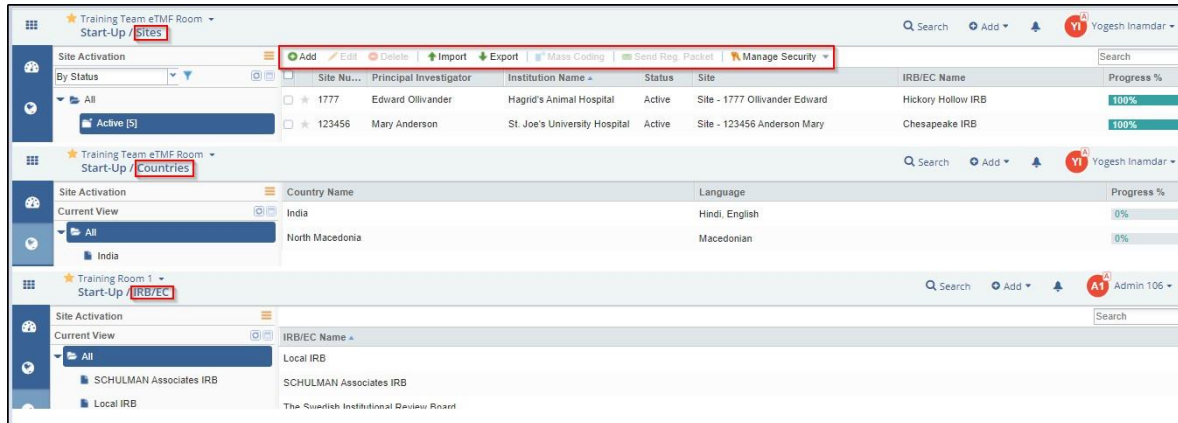 Training Team eTMF Room
Start-Up / Sites
Search Add A YI Yogesh Inamdar
Site Activation
Add Edit Delete Import Export Mass Coding Send Reg. Packet Manage Security Search
By Status
Site Nu... Principal Investigator Institution Name Status Site IRB/EC Name Progress %
All
1777 Edward Ollivander Hagrid's Animal Hospital Active Site - 1777 Ollivander Edward Hickory Hollow IRB 100%
Active [5]
123456 Mary Anderson St. Joe's University Hospital Active Site - 123456 Anderson Mary Chesapeake IRB 100%
Training Team eTMF Room
Start-Up / Countries
Search Add A YI Yogesh Inamdar
Site Activation
Country Name Language Progress %
Current View
India Hindi, English 0%
All
North Macedonia Macedonian 0%
India
Training Room 1
Start-Up / IRB/EC
Search Add A A1 Admin 106
Site Activation
Search
Current View
IRB/EC Name
All
Local IRB
SCHULMAN Associates IRB
SCHULMAN Associates IRB
Local IRB
The Swedish Institutional Review Board